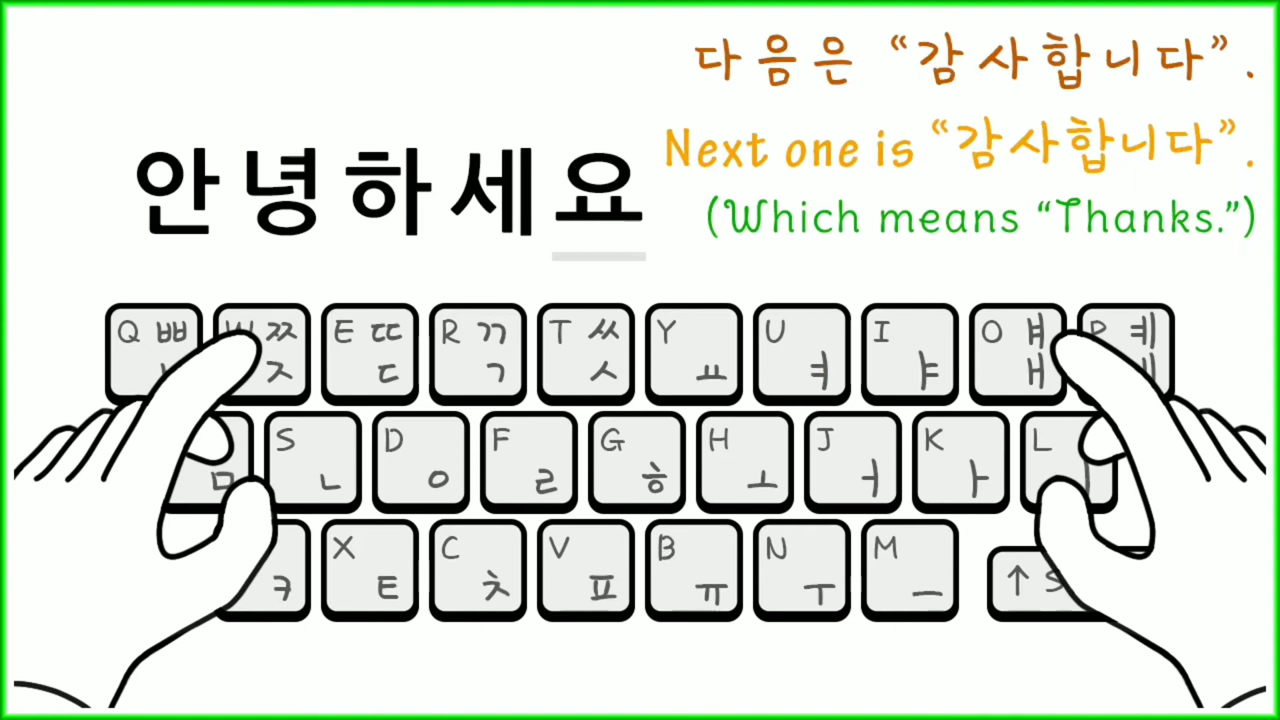 다음은 “감사합니다”.
Next one is “감사합니다”.
(Which means “Thanks.”)
안녕하세요
Q ㅃ W ㅉ E ㄸ R ㄲ T ㅆ Y U I O ㅒ P ㅖ
ㅈ ㄷ ㄱ ㅅ ㅛ ㅕ ㅑ ㅐ
S D F G H J K L
ㅁ ㄴ ㅇ ㄹ ㅎ ㅗ ㅓ ㅏ
X C V B N M
ㅋ ㅌ ㅊ ㅍ ㅠ ㅜ ㅡ ↑ S